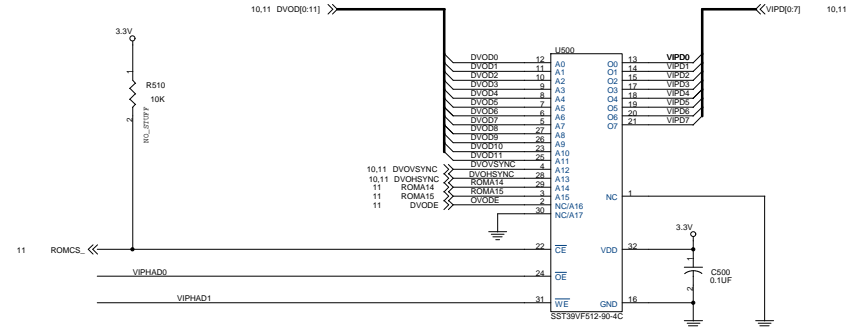 10,11 DVOD[0:11]
VIPD[0:7] 10,11
3.3V
1
R510
10K
2
NO_STUFF
U500
DVOD0 12 A0 O0 13 VIPD0
DVOD1 11 A1 O1 14 VIPD1
DVOD2 10 A2 O2 15 VIPD2
DVOD3 9 A3 O3 17 VIPD3
DVOD4 8 A4 O4 18 VIPD4
DVOD5 7 A5 O5 19 VIPD5
DVOD6 6 A6 O6 20 VIPD6
DVOD7 5 A7 O7 21 VIPD7
DVOD8 27 A8
DVOD9 26 A9
DVOD10 23 A10
DVOD11 25 A11
10,11 DVOVSYNC 4 A12
10,11 DVOHSYNC DVOHSYNC 28 A13
11 ROMA14 ROMA14 29 A14
11 ROMA15 ROMA15 3 A15 NC 1
11 DVODE OVODE 2 NC/A16
30 NC/A17
3.3V
11 ROMCS_ 22 CE VDD 32
1
C500
0.1UF
2
VIPHAD0 24 OE
VIPHAD1 31 WE GND 16
SST39VF512-90-4C